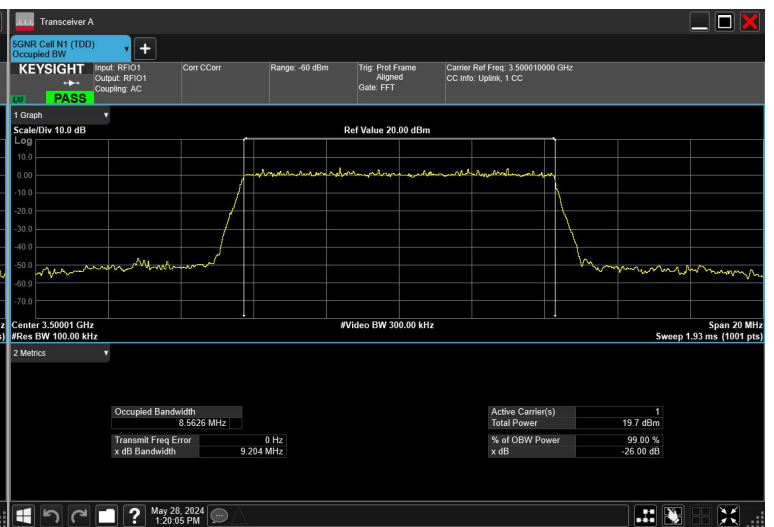 Transceiver A
5GNR Cell N1 (TDD)
Occupied BW
+
KEYSIGHT
LXI
PASS
Input: RFIO1
Output: RFIO1
Coupling: AC
Corr CCorr
Range: -60 dBm
Trig: Prot Frame
Aligned
Gate: FFT
Carrier Ref Freq: 3.500010000 GHz
CC Info: Uplink, 1 CC
1 Graph
Scale/Div 10.0 dB
Ref Value 20.00 dBm
Log
10.0
0.00
-10.0
-20.0
-30.0
-40.0
-50.0
-60.0
-70.0
z
Center 3.50001 GHz
#Video BW 300.00 kHz
Span 20 MHz
s)
#Res BW 100.00 kHz
Sweep 1.93 ms (1001 pts)
2 Metrics
Occupied Bandwidth
8.5626 MHz
Transmit Freq Error 0 Hz
x dB Bandwidth 9.204 MHz
Active Carrier(s) 1
Total Power 19.7 dBm
% of OBW Power 99.00 %
x dB -26.00 dB
?
May 28, 2024
1:20:05 PM